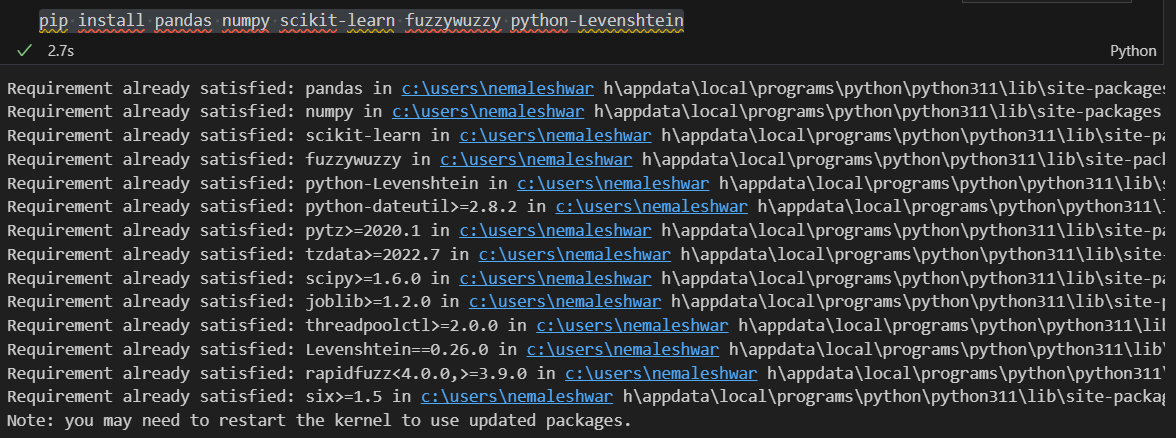 pip install pandas numpy scikit-learn fuzzywuzzy python-Levenshtein
2.7s
Python
Requirement already satisfied: pandas in c:\users\nemaleshwar h\appdata\local\programs\python\python311\lib\site-packages
Requirement already satisfied: numpy in c:\users\nemaleshwar h\appdata\local\programs\python\python311\lib\site-packages
Requirement already satisfied: scikit-learn in c:\users\nemaleshwar h\appdata\local\programs\python\python311\lib\site-pa
Requirement already satisfied: fuzzywuzzy in c:\users\nemaleshwar h\appdata\local\programs\python\python311\lib\site-pack
Requirement already satisfied: python-Levenshtein in c:\users\nemaleshwar h\appdata\local\programs\python\python311\lib\s
Requirement already satisfied: python-dateutil>=2.8.2 in c:\users\nemaleshwar h\appdata\local\programs\python\python311\l
Requirement already satisfied: pytz>=2020.1 in c:\users\nemaleshwar h\appdata\local\programs\python\python311\lib\site-pa
Requirement already satisfied: tzdata>=2022.7 in c:\users\nemaleshwar h\appdata\local\programs\python\python311\lib\site-
Requirement already satisfied: scipy>=1.6.0 in c:\users\nemaleshwar h\appdata\local\programs\python\python311\lib\site-pa
Requirement already satisfied: joblib>=1.2.0 in c:\users\nemaleshwar h\appdata\local\programs\python\python311\lib\site-p
Requirement already satisfied: threadpoolctl>=2.0.0 in c:\users\nemaleshwar h\appdata\local\programs\python\python311\lib
Requirement already satisfied: Levenshtein==0.26.0 in c:\users\nemaleshwar h\appdata\local\programs\python\python311\lib\
Requirement already satisfied: rapidfuzz<4.0.0,>=3.9.0 in c:\users\nemaleshwar h\appdata\local\programs\python\python311\
Requirement already satisfied: six>=1.5 in c:\users\nemaleshwar h\appdata\local\programs\python\python311\lib\site-packag
Note: you may need to restart the kernel to use updated packages.